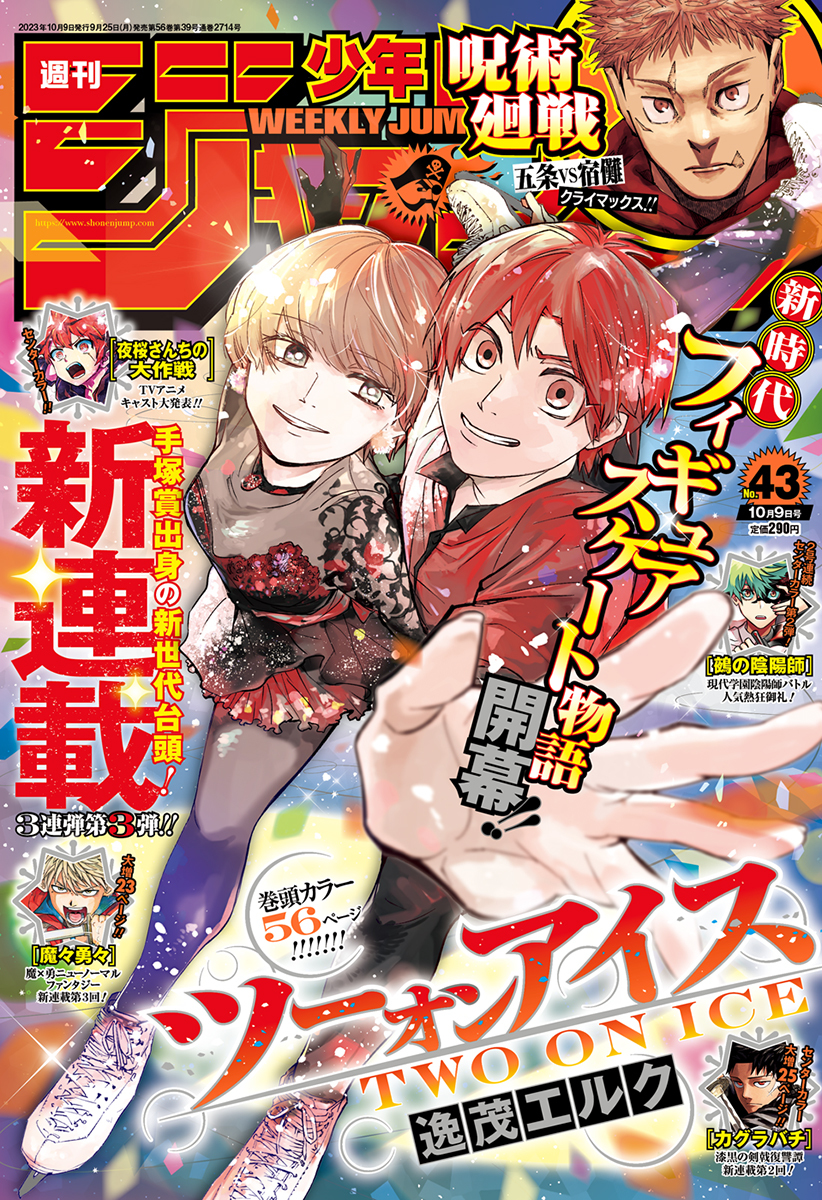 2023年10月9日発行9月25日(月)発売第56巻第39号通巻2714号
週刊
少年
WEEKLY JUM
ジャンプ
https://www.shonenjump.com
呪術
廻戦
五条VS宿儺
クライマックス!!
新時代
フィギュア
スケート物語
開幕!!
センターカラー!!
[夜桜さんちの
大作戦]
TVアニメ
キャスト大発表!!
手塚賞出身の新世代台頭!
新連載
3連弾第3弾!!
No.43
10月9日号
定価290円
2号連続
センターカラー第2弾!
[鵺の陰陽師]
現代学園陰陽師バトル
人気熱狂御礼!
大増23ページ!!
[魔々勇々]
魔×勇ニューノーマル
ファンタジー
新連載第3回!
巻頭カラー
56ページ
!!!!!!!!
ツーオンアイス
TWO ON ICE
逸茂エルク
センターカラー
大増25ページ!!
[カグラバチ]
漆黒の剣戟復讐譚
新連載第2回!